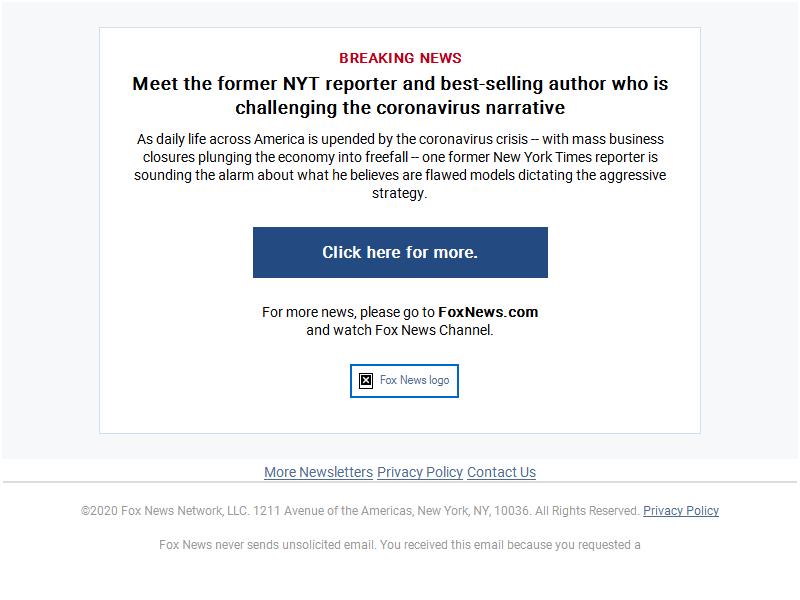 BREAKING NEWS
Meet the former NYT reporter and best-selling author who is
challenging the coronavirus narrative
As daily life across America is upended by the coronavirus crisis -- with mass business
closures plunging the economy into freefall -- one former New York Times reporter is
sounding the alarm about what he believes are flawed models dictating the aggressive
strategy.
Click here for more.
For more news, please go to FoxNews.com
and watch Fox News Channel.
Fox News logo
More Newsletters Privacy Policy Contact Us
©2020 Fox News Network, LLC. 1211 Avenue of the Americas, New York, NY, 10036. All Rights Reserved. Privacy Policy
Fox News never sends unsolicited email. You received this email because you requested a